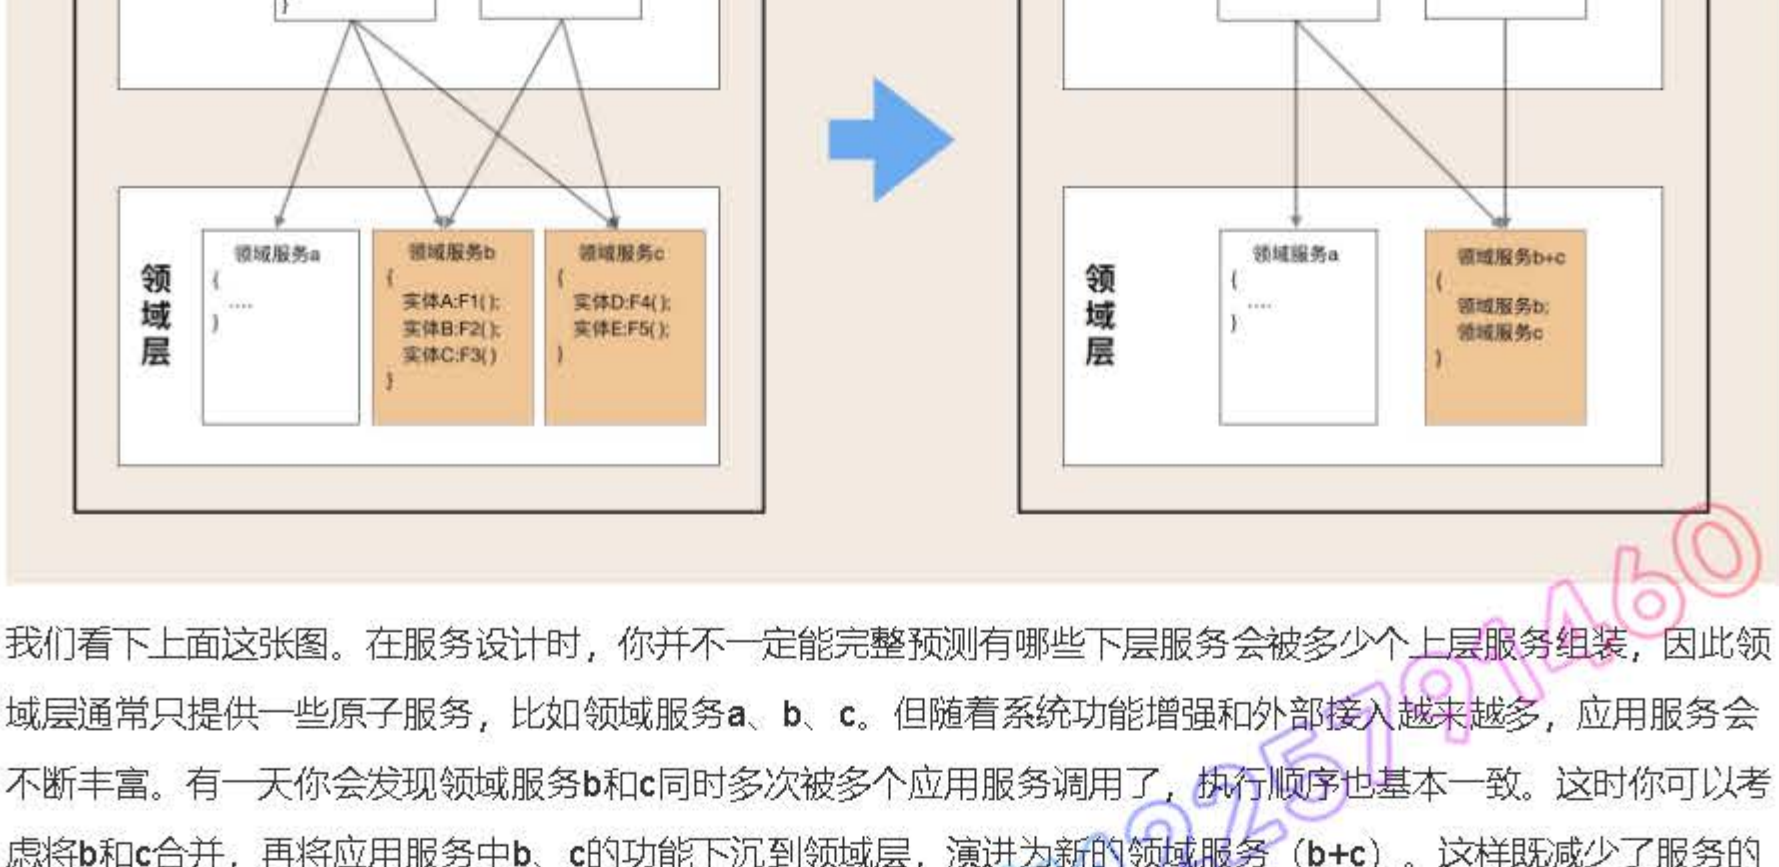 }
领域服务a
{
....
}
领域服务b
{
实体A:F1();
实体B:F2();
实体C:F3()
}
领域服务c
{
实体D:F4();
实体E:F5();
}
领域层
领域服务a
{
....
}
领域服务b+c
{
领域服务b;
领域服务c
}
领域层
我们看下上面这张图。在服务设计时，你并不一定能完整预测有哪些下层服务会被多少个上层服务组装，因此领
域层通常只提供一些原子服务，比如领域服务a、b、c。但随着系统功能增强和外部接入越来越多，应用服务会
不断丰富。有一天你会发现领域服务b和c同时多次被多个应用服务调用了，执行顺序也基本一致。这时你可以考
虑将b和c合并，再将应用服务中b、c的功能下沉到领域层，演进为新的领域服务（b+c）。这样既减少了服务的